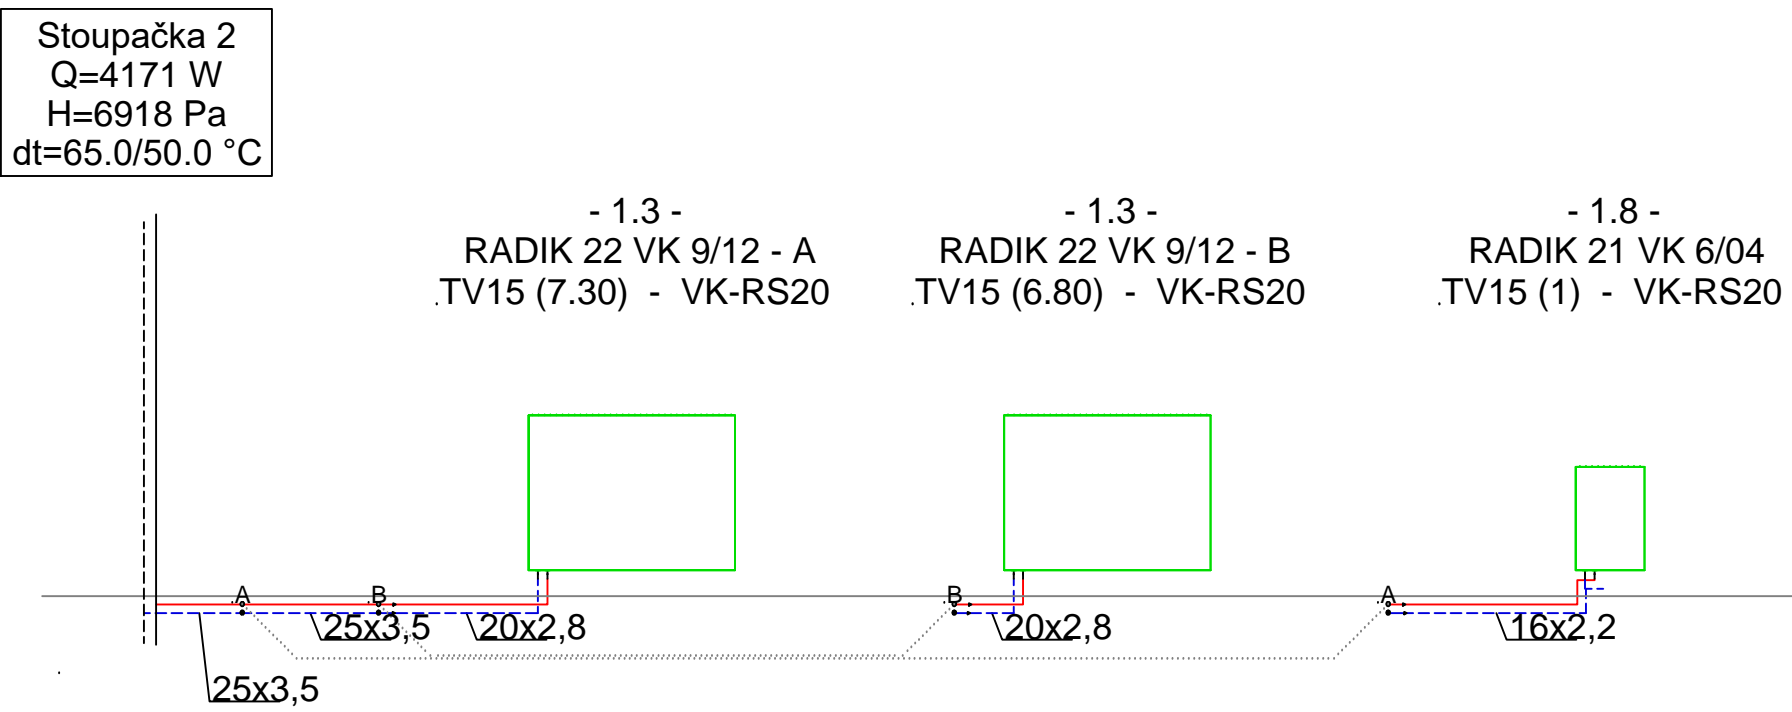 Stoupačka 2
Q=4171 W
H=6918 Pa
dt=65.0/50.0 °C
- 1.3 -
RADIK 22 VK 9/12 - A
.TV15 (7.30)  -  VK-RS20
- 1.3 -
RADIK 22 VK 9/12 - B
.TV15 (6.80)  -  VK-RS20
- 1.8 -
RADIK 21 VK 6/04
.TV15 (1)  -  VK-RS20
A
B
B
A
25x3,5
20x2,8
20x2,8
16x2,2
25x3,5